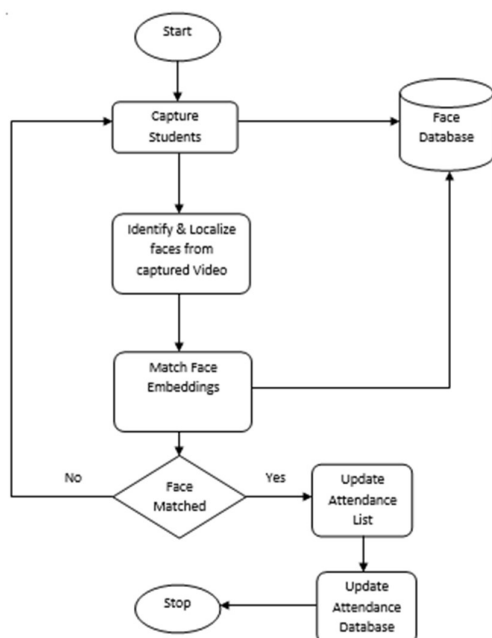 Start
Capture
Students
Face
Database
Identify & Localize
faces from
captured Video
Match Face
Embeddings
No
Face
Matched
Yes
Update
Attendance
List
Update
Attendance
Database
Stop